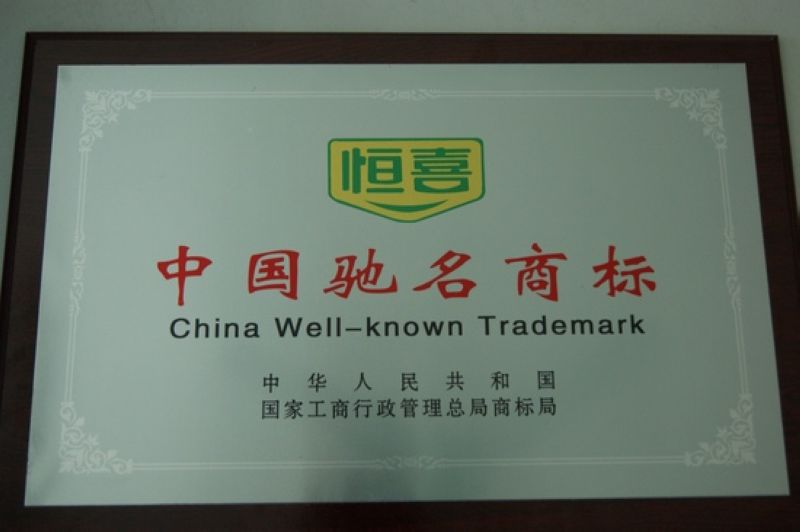 恒喜
中国驰名商标
China Well-known Trademark
中华人民共和国
国家工商行政管理总局商标局